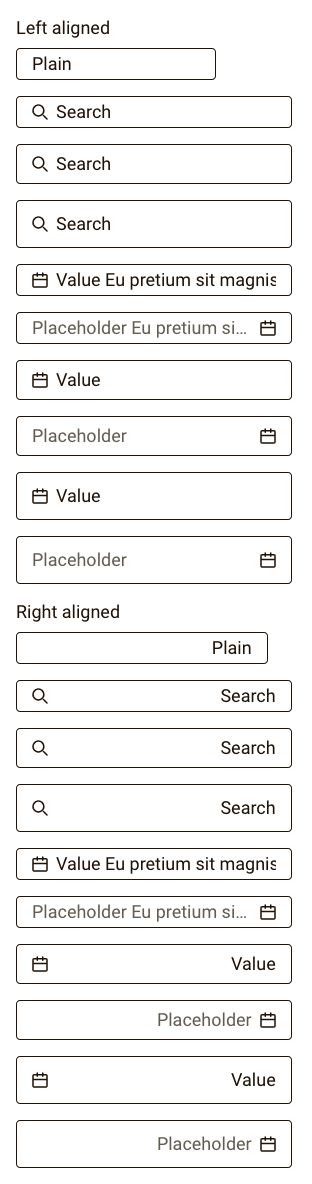 Left aligned
Plain
Search
Search
Search
Value Eu pretium sit magnis
Placeholder Eu pretium si...
Value
Placeholder
Value
Placeholder
Right aligned
Plain
Search
Search
Search
Value Eu pretium sit magnis
Placeholder Eu pretium si...
Value
Placeholder
Value
Placeholder